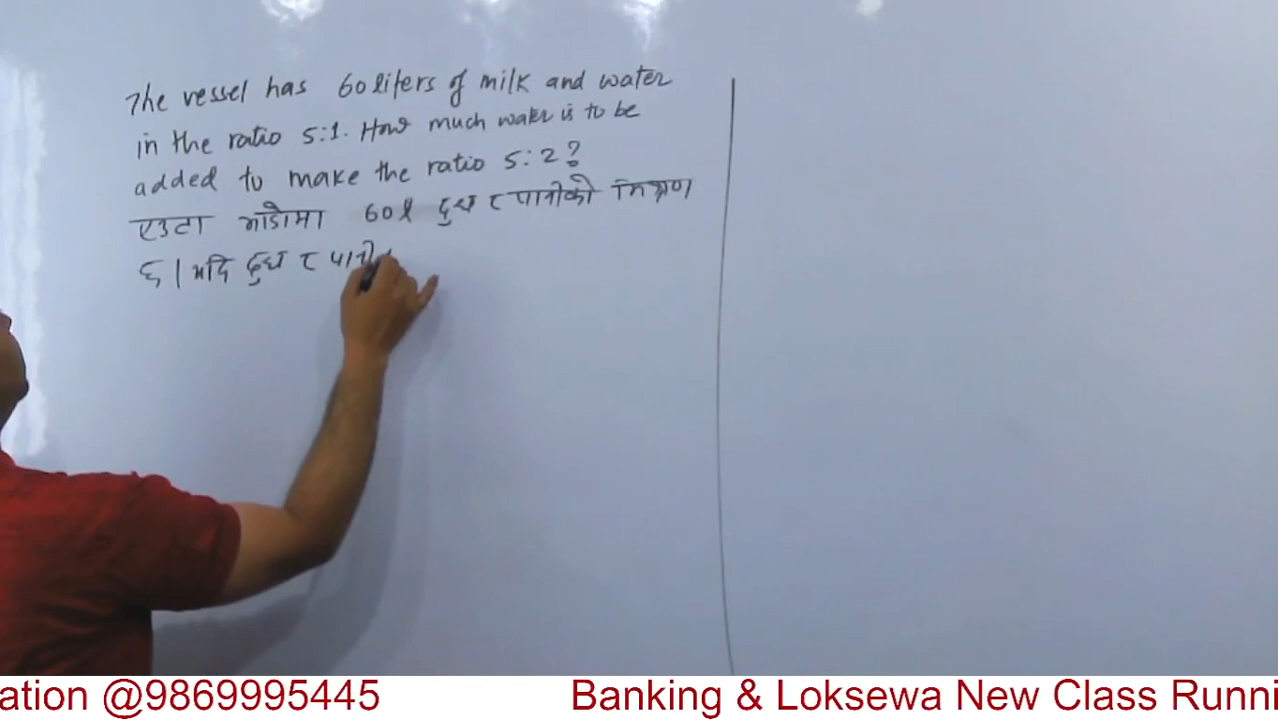 The vessel has 60 liters of milk and water
in the ratio 5:1. How much water is to be
added to make the ratio 5:2?
एउटा भाडोमा 60l दुध र पानीको मिश्रण
छ | यदि दुध र पानी
ation @9869995445 Banking & Loksewa New Class Runni